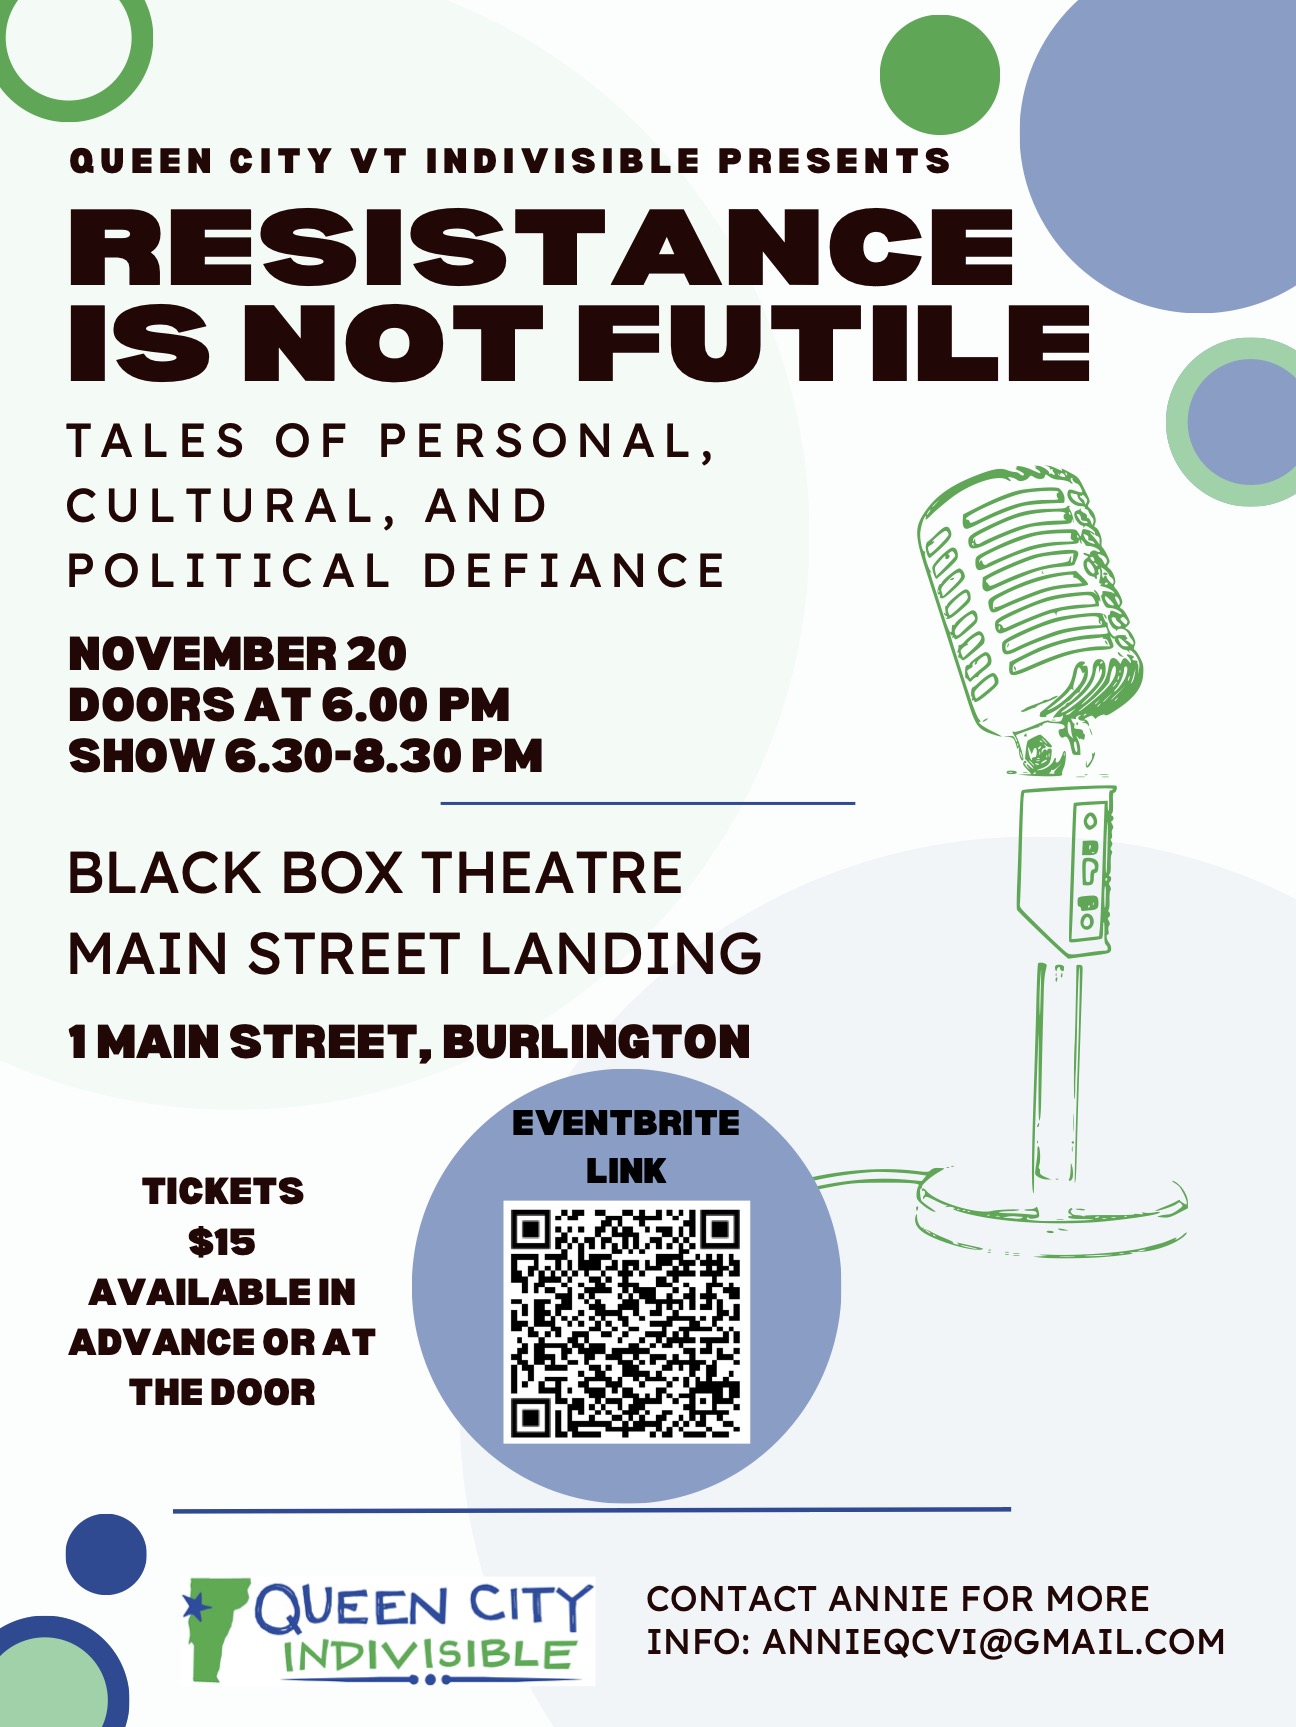 QUEEN CITY VT INDIVISIBLE PRESENTS
RESISTANCE
IS NOT FUTILE
TALES OF PERSONAL,
CULTURAL, AND
POLITICAL DEFIANCE
NOVEMBER 20
DOORS AT 6.00 PM
SHOW 6.30-8.30 PM
BLACK BOX THEATRE
MAIN STREET LANDING
1 MAIN STREET, BURLINGTON
EVENTBRITE
LINK
TICKETS
$15
AVAILABLE IN
ADVANCE OR AT
THE DOOR
QUEEN CITY
INDIVISIBLE
CONTACT ANNIE FOR MORE
INFO: ANNIEQCVI@GMAIL.COM